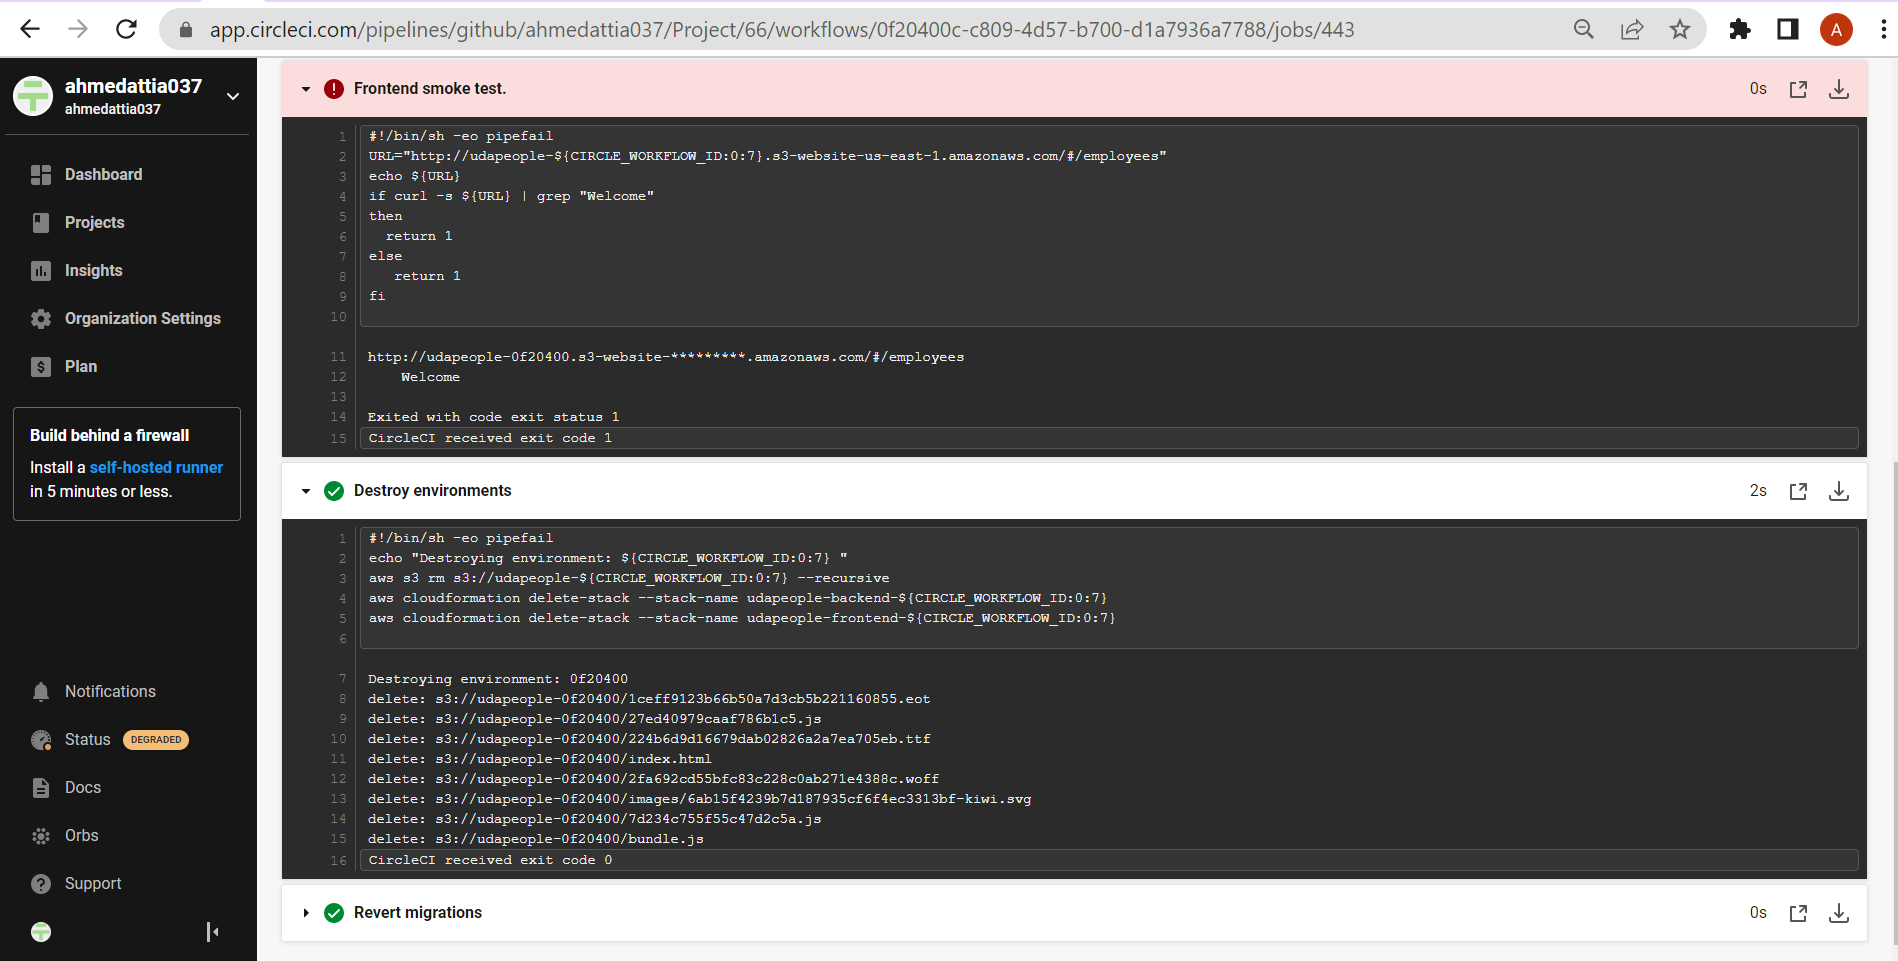 app.circleci.com/pipelines/github/ahmedattia037/Project/66/workflows/0f20400c-c809-4d57-b700-d1a7936a7788/jobs/443
A
ahmedattia037
ahmedattia037
Dashboard
Projects
Insights
Organization Settings
Plan
Build behind a firewall
Install a self-hosted runner
in 5 minutes or less.
Notifications
Status DEGRADED
Docs
Orbs
Support
Frontend smoke test. 0s
1 #!/bin/sh -eo pipefail
2 URL="http://udapeople-${CIRCLE_WORKFLOW_ID:0:7}.s3-website-us-east-1.amazonaws.com/#/employees"
3 echo ${URL}
4 if curl -s ${URL} | grep "Welcome"
5 then
6 return 1
7 else
8 return 1
9 fi
10
11 http://udapeople-0f20400.s3-website-*********.amazonaws.com/#/employees
12 Welcome
13
14 Exited with code exit status 1
15 CircleCI received exit code 1
Destroy environments 2s
1 #!/bin/sh -eo pipefail
2 echo "Destroying environment: ${CIRCLE_WORKFLOW_ID:0:7} "
3 aws s3 rm s3://udapeople-${CIRCLE_WORKFLOW_ID:0:7} --recursive
4 aws cloudformation delete-stack --stack-name udapeople-backend-${CIRCLE_WORKFLOW_ID:0:7}
5 aws cloudformation delete-stack --stack-name udapeople-frontend-${CIRCLE_WORKFLOW_ID:0:7}
6
7 Destroying environment: 0f20400
8 delete: s3://udapeople-0f20400/1ceff9123b66b50a7d3cb5b221160855.eot
9 delete: s3://udapeople-0f20400/27ed40979caaf786b1c5.js
10 delete: s3://udapeople-0f20400/224b6d9d16679dab02826a2a7ea705eb.ttf
11 delete: s3://udapeople-0f20400/index.html
12 delete: s3://udapeople-0f20400/2fa692cd55bfc83c228c0ab271e4388c.woff
13 delete: s3://udapeople-0f20400/images/6ab15f4239b7d187935cf6f4ec3313bf-kiwi.svg
14 delete: s3://udapeople-0f20400/7d234c755f55c47d2c5a.js
15 delete: s3://udapeople-0f20400/bundle.js
16 CircleCI received exit code 0
Revert migrations 0s